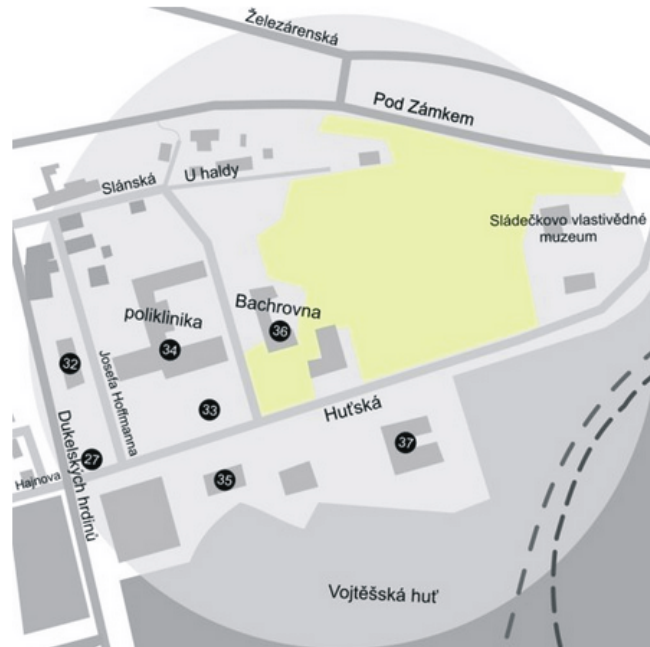 Železárenská
Pod Zámkem
Slánská
U haldy
Sládečkovo vlastivědné
muzeum
Bachrovna
poliklinika
36
34
32
Josefa Hoffmanna
33
Huťská
37
Dukelských hrdinů
27
Hajnova
35
Vojtěšská huť